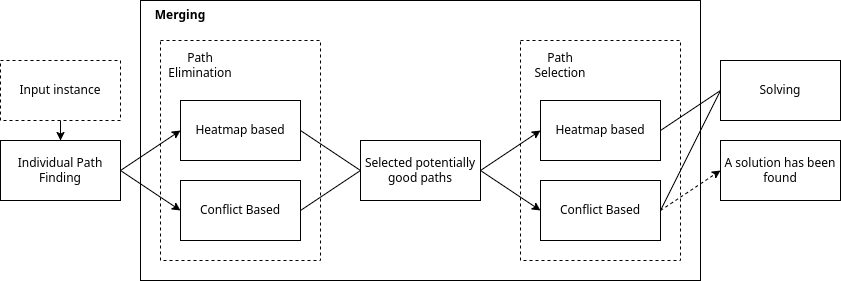 Merging
Input instance
Individual Path
Finding
Path
Elimination
Heatmap based
Conflict Based
Selected potentially
good paths
Path
Selection
Heatmap based
Conflict Based
Solving
A solution has been
found